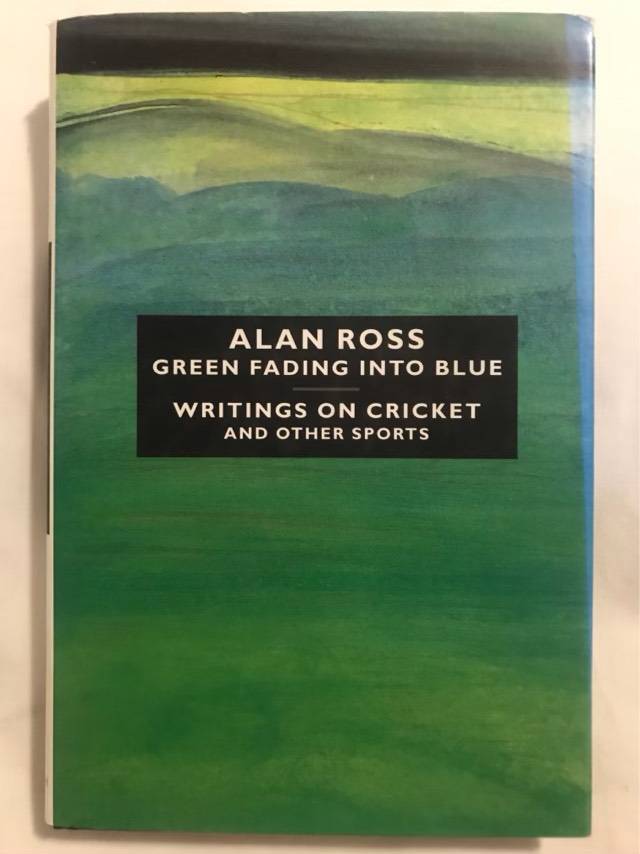 ALAN ROSS
GREEN FADING INTO BLUE
WRITINGS ON CRICKET
AND OTHER SPORTS